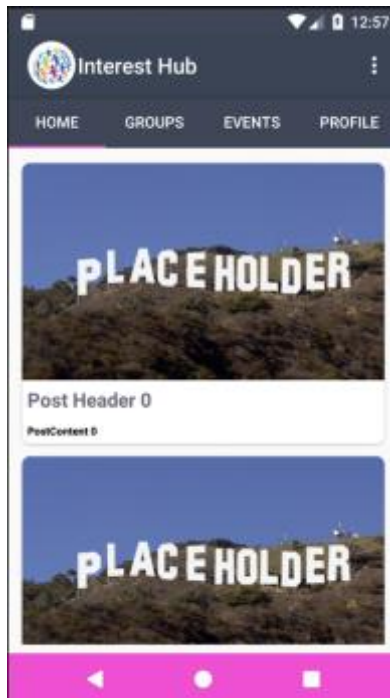 12:57
Interest Hub
HOME GROUPS EVENTS PROFILE
PLACEHOLDER
Post Header 0
PostContent 0
PLACEHOLDER